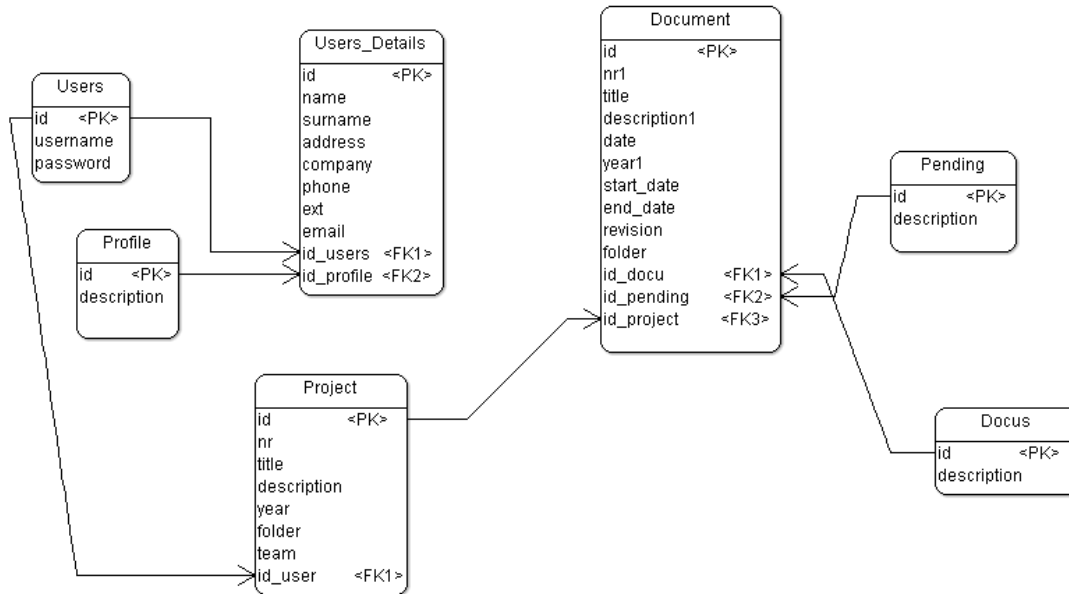 Users
id <PK>
username
password
Users_Details
id <PK>
name
surname
address
company
phone
ext
email
id_users <FK1>
id_profile <FK2>
Profile
id <PK>
description
Project
id <PK>
nr
title
description
year
folder
team
id_user <FK1>
Document
id <PK>
nr1
title
description1
date
year1
start_date
end_date
revision
folder
id_docu <FK1>
id_pending <FK2>
id_project <FK3>
Pending
id <PK>
description
Docus
id <PK>
description